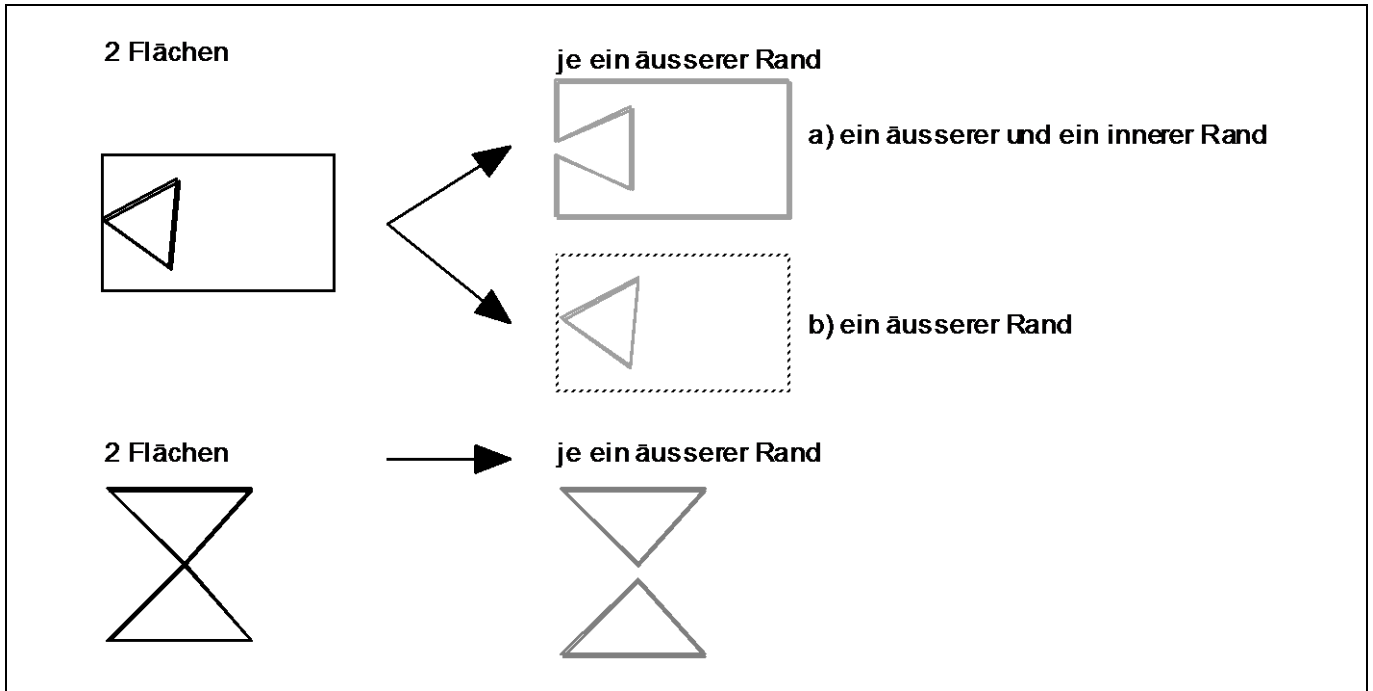 2 Flächen
je ein äusserer Rand
a) ein äusserer und ein innerer Rand
b) ein äusserer Rand
2 Flächen
je ein äusserer Rand